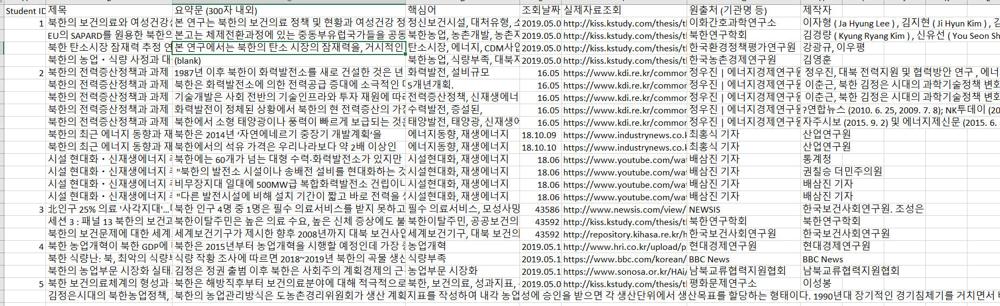 Student ID 제목 요약문 (300자 내외) 핵심어 조회날짜 실제자료조회 원출처 (기관명 등) 제작자
1 북한의 보건의료와 여성건강 본 연구는 북한의 보건의료 정책 및 현황과 여성건강 정 정신보건시설, 대처유형, 2019.05.0 http://kiss.kstudy.com/thesis/t 이화간호과학연구소 이자형 ( Ja Hyung Lee ) , 김지현 ( Ji Hyun Kim ) , 김
EU의 SAPARD를 원용한 북한의 본고는 체제전환과정에 있는 중동부유럽국가들을 공동 북한농업, 농촌개발, 농촌지 2019.05.0 http://kiss.kstudy.com/thesis/t 북한연구학회 김경량 ( Kyung Ryang Kim ) , 신유선 ( You Seon Sh
북한 탄소시장 잠재력 추정 연 본 연구에서는 북한의 탄소 시장의 잠재력을, 거시적인 탄소시장, 에너지, CDM사업 2019.05.0 http://kiss.kstudy.com/thesis/t 한국환경정책평가연구원 강광규, 이우평
북한의 농업・식량 사정과 대 (blank) 북한농업, 식량부족, 대북지 2019.05.0 http://kiss.kstudy.com/thesis/t 한국농촌경제연구원 김영훈
2 북한의 전력증산정책과 과제 1987년 이후 북한이 화력발전소를 새로 건설한 것은 년 화력발전, 설비규모 16.05 https://www.kdi.re.kr/common 정우진 | 에너지경제연구원 정우진, 대북 전력지원 및 협력방안 연구 , 에너
북한의 전력증산정책과 과제 북한은 화력발전소에 의한 전력공급 증대에 소극적인 5개년계획. 16.05 https://www.kdi.re.kr/common 정우진 | 에너지경제연구원 이춘근, 북한 김정은 시대의 과학기술정책 변화
북한의 전력증산정책과 과제 기술개발은 사회 전반의 기술인프라와 투자 재원에 따라 전력증산정책, 신재생에너 16.05 https://www.kdi.re.kr/common 정우진 | 에너지경제연구원 이춘근, 북한 김정은 시대의 과학기술정책 변화
북한의 전력증산정책과 과제 화력발전이 정체된 상황에서 북한의 현 전력증산의 가장 수력발전, 증설된, 16.05 https://www.kdi.re.kr/common 정우진 | 에너지경제연구원 ?연합뉴스 (2010. 6. 25, 2009. 7. 8); NK투데이 (20
북한의 전력증산정책과 과제 북한에서 소형 태양광이나 풍력이 빠르게 보급되는 것은 태양발전, 태양광, 신재생에 16.05 https://www.kdi.re.kr/common 정우진 | 에너지경제연구원 자주시보 (2015. 9. 2) 및 에너지제신문 (2015. 6.
북한의 최근 에너지 동향과 재 북한은 2014년 '자연에네르기 중장기 개발계획'을 에너지동향, 재생에너지 18.10.09 https://www.industrynews.co.k 최홍식 기자 산업연구원
북한의 최근 에너지 동향과 재 북한에서의 석유 가격은 우리나라보다 약 2배 이상인 에너지동향, 재생에너지 18.10.10 https://www.industrynews.co.k 최홍식 기자 산업연구원
시설 현대화・신재생에너지 북한에는 60개가 넘는 대형 수력·화력발전소가 있지만 시설현대화, 재생에너지 18.06 https://www.youtube.com/wat 배삼진 기자 통계청
시설 현대화・신재생에너지 "북한의 발전소 시설이나 송배전 설비를 현대화하는 것 시설현대화, 재생에너지 18.06 https://www.youtube.com/wat 배삼진 기자 권칠승 더민주의원
시설 현대화・신재생에너지 비무장지대 일대에 500MW급 복합화력발전소 건립이나 시설현대화, 재생에너지 18.06 https://www.youtube.com/wat 배삼진 기자 배삼진 기자
시설 현대화・신재생에너지 "다른 발전시설에 비해 설치 기간이 짧고 바로 전력을 시설현대화, 재생에너지 18.06 https://www.youtube.com/wat 배삼진 기자 배삼진 기자
3 北인구 25% 의료 '사각지대'... 북한 인구 4명 중 1명은 필수 의료서비스를 받지 못하고 필수 의료서비스, 모성사망 43586 http://www.newsis.com/view/ NEWSIS 한국보건사회연구원. 조성은
세션 3 : 패널 13 북한의 보건과 북한이탈주민은 높은 의료 수요, 높은 신체 증상에도 불 북한이탈주민, 공공보건의 43592 http://kiss.kstudy.com/thesis/t 북한연구학회 북한연구학회
북한의 보건문제에 대한 세계 세계보건기구가 제시한 향후 2008년까지 대북 보건사업 세계보건기구, 대북 보건의 43592 http://repository.kihasa.re.kr/h 한국보건사회연구원 한국보건사회연구원
4 북한 농업개혁이 북한 GDP에 북한은 2015년부터 농업개혁을 시행할 예정인데 가장 농업개혁 2019.05.1 http://www.hri.co.kr/upload/p 현대경제연구원 현대경제연구원
북한 식량난: 북, 최악의 식량 식량 작황 조사에 따르면 2018~2019년 북한의 곡물 생산 식량부족 2019.05.1 https://www.bbc.com/korean/ BBC News BBC News
북한의 농업부문 시장화 실태 김정은 정권 출범 이후 북한은 사회주의 계획경제의 근 농업부문 시장화 2019.05.1 https://www.sonosa.or.kr/HAi/ 남북교류협력지원협회 남북교류협력지원협회
5 북한 보건의료체계의 형성과 북한은 해방직후부터 보건의료분야에 대해 적극적으로 북한, 보건의료, 성과지표, 2019.05.0 http://kiss.kstudy.com/thesis/t 평화문제연구소 이성봉
김정은시대의 북한농업정책, 북한의 농업관리방식은 도농촌경리위원회가 생산 계획지표를 작성하여 내각 농업성에 승인을 받으면 각 생산단위에서 생산목표를 할당하는 형태이다. 1990년대 장기적인 경기침체기를 거치면서